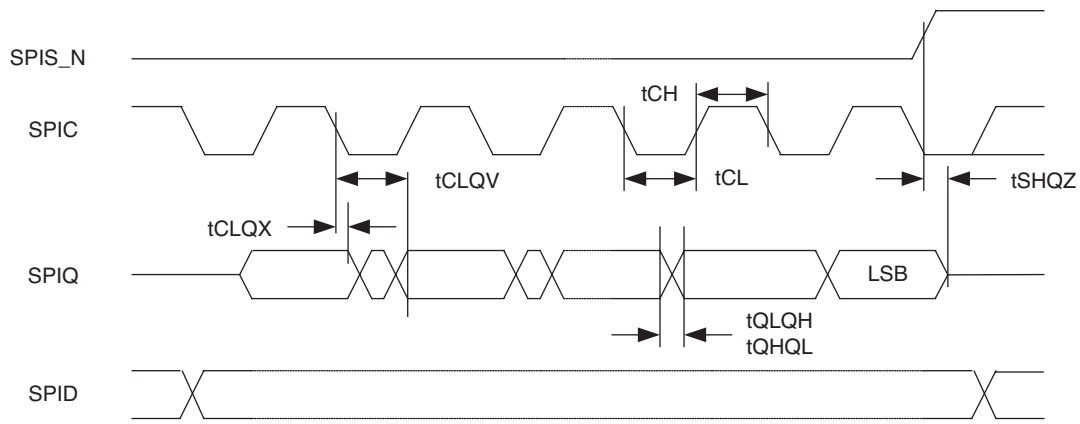 SPIS_N
tCH
SPIC
tCLQV
tCL
tSHQZ
tCLQX
SPIQ
LSB
tQLQH
tQHQL
SPID